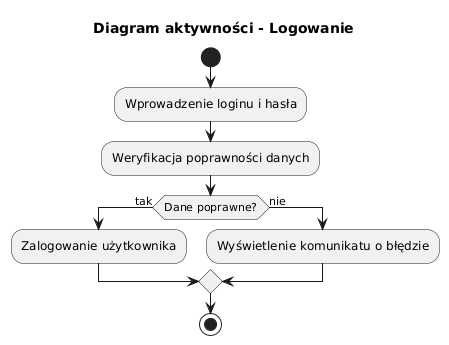 Diagram aktywności - Logowanie
Wprowadzenie loginu i hasła
Weryfikacja poprawności danych
tak
Dane poprawne?
nie
Zalogowanie użytkownika
Wyświetlenie komunikatu o błędzie